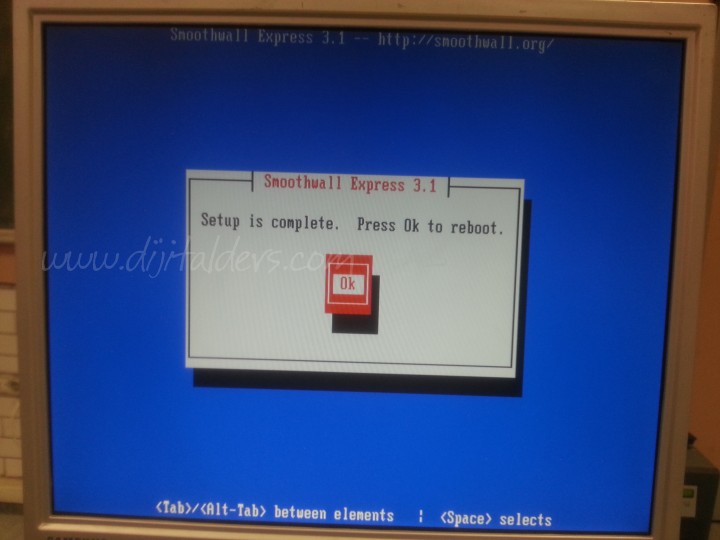 Smoothwall Express 3.1 -- http://smoothwall.org/
Smoothwall Express 3.1
Setup is complete. Press Ok to reboot.
www.dijitalders.com
Ok
<Tab>/<Alt-Tab> between elements ¦ <Space> selects